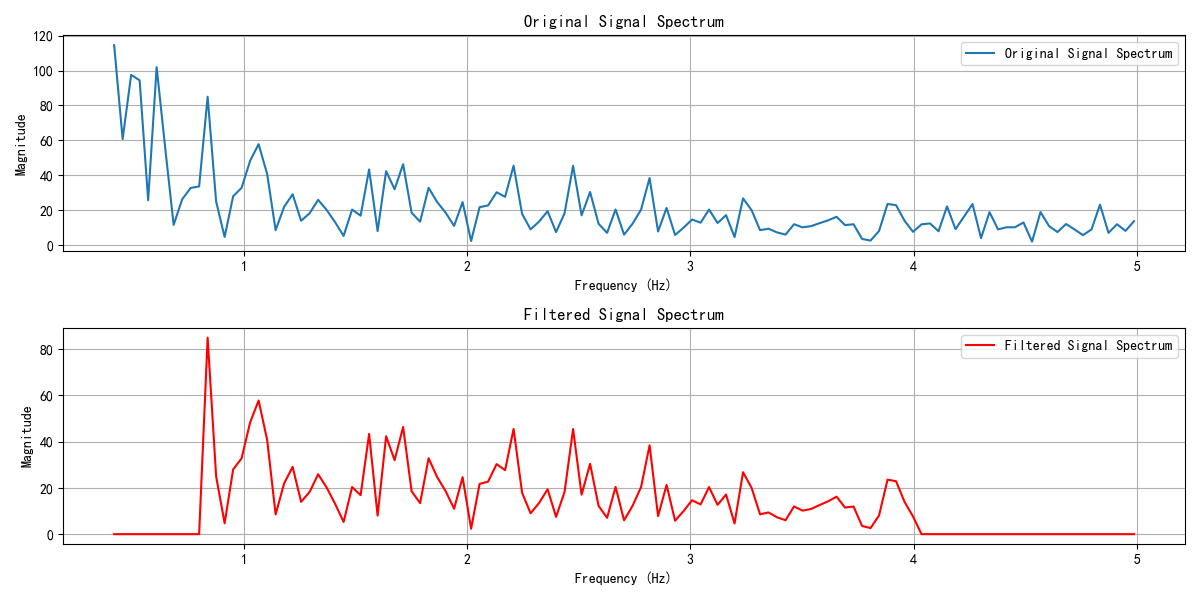 Original Signal Spectrum
120
100
80
60
40
20
0
Magnitude
Original Signal Spectrum
1 2 3 4 5
Frequency (Hz)
Filtered Signal Spectrum
80
60
40
20
0
Magnitude
Filtered Signal Spectrum
1 2 3 4 5
Frequency (Hz)